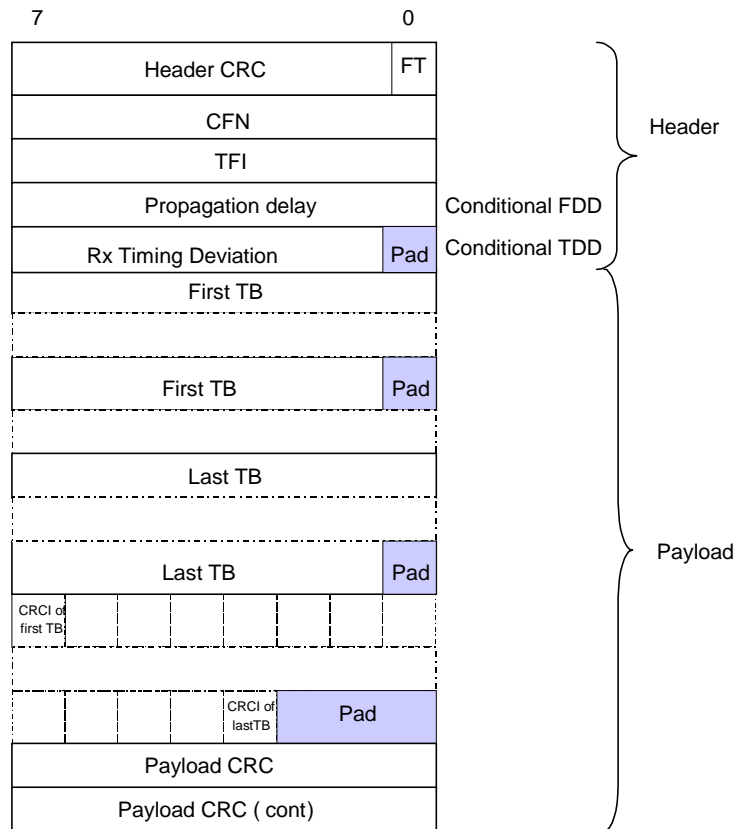 7 0
Header CRC FT
CFN
Header
TFI
Propagation delay Conditional FDD
Rx Timing Deviation Pad Conditional TDD
First TB
First TB Pad
Last TB
Payload
Last TB Pad
CRCI of
first TB
CRCI of
lastTB
Pad
Payload CRC
Payload CRC ( cont)